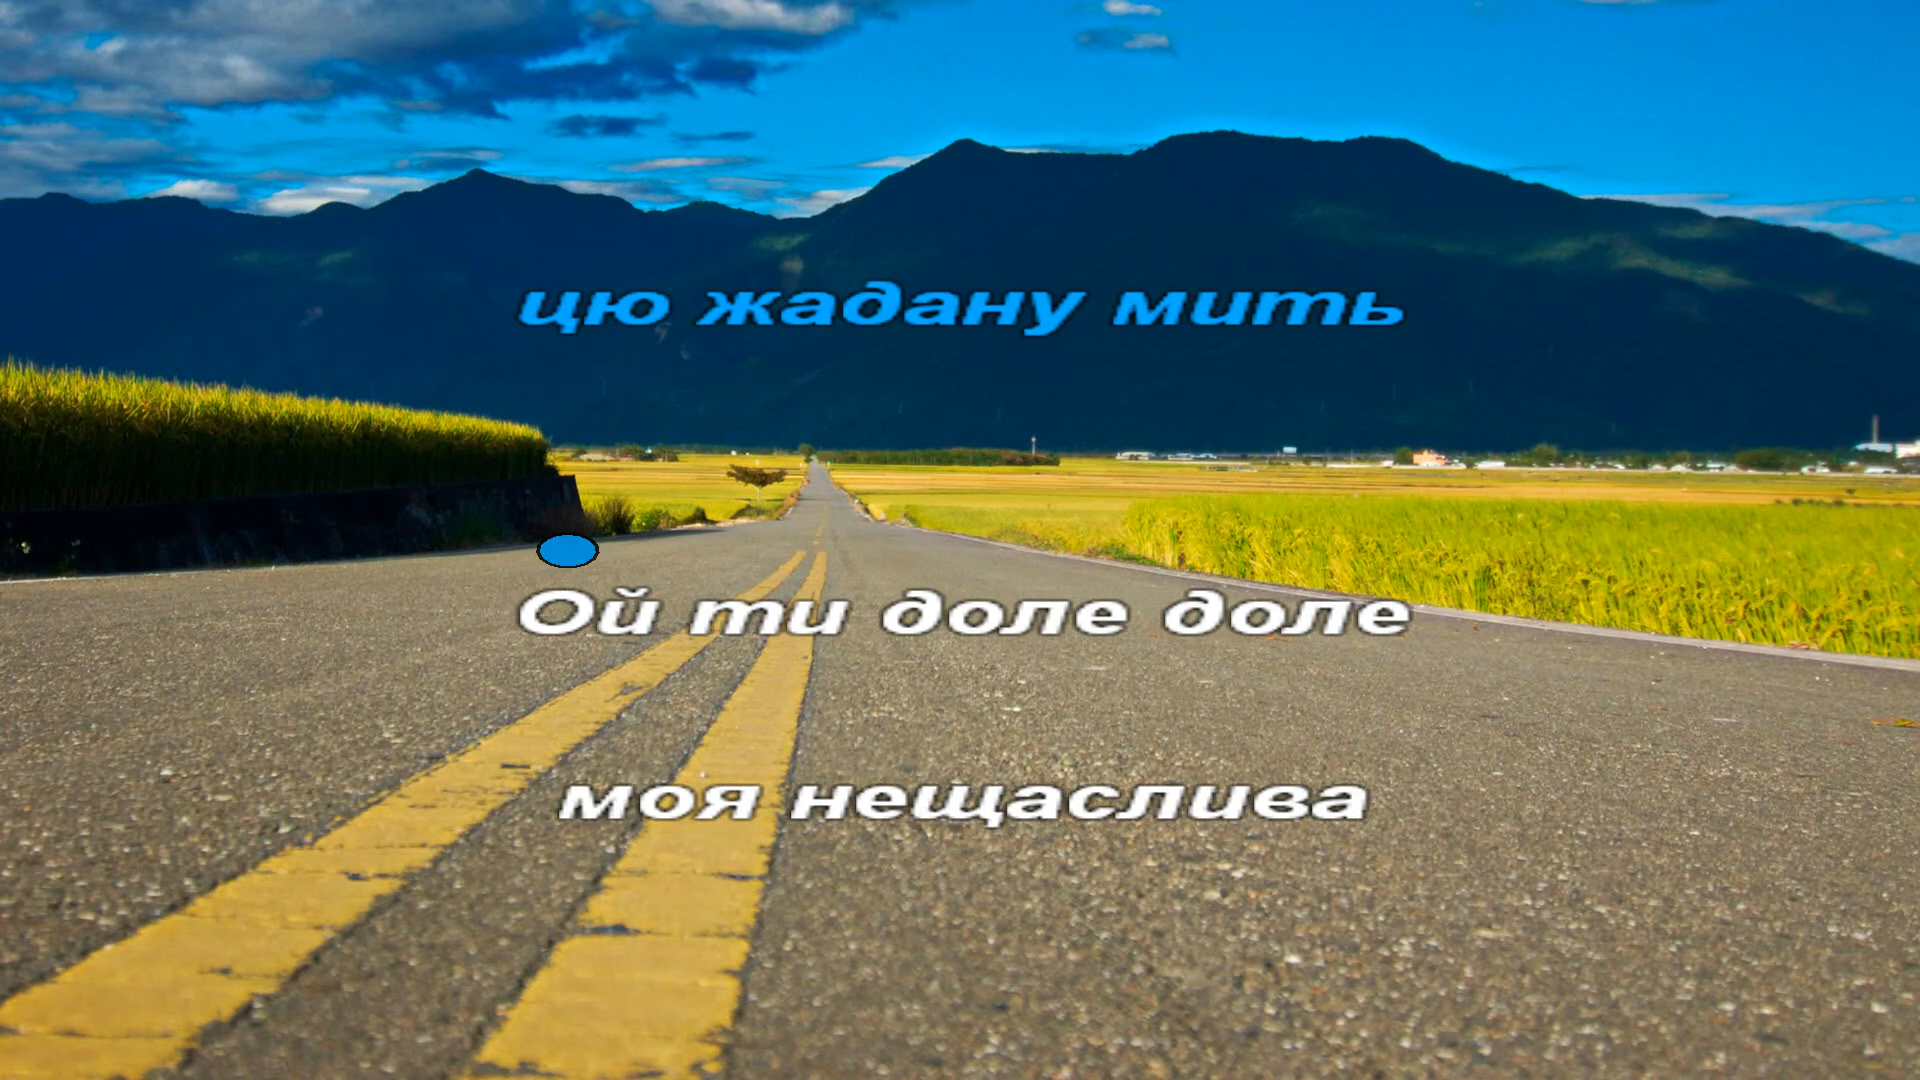 цю жадану мить
Ой ти доле доле
моя нещаслива